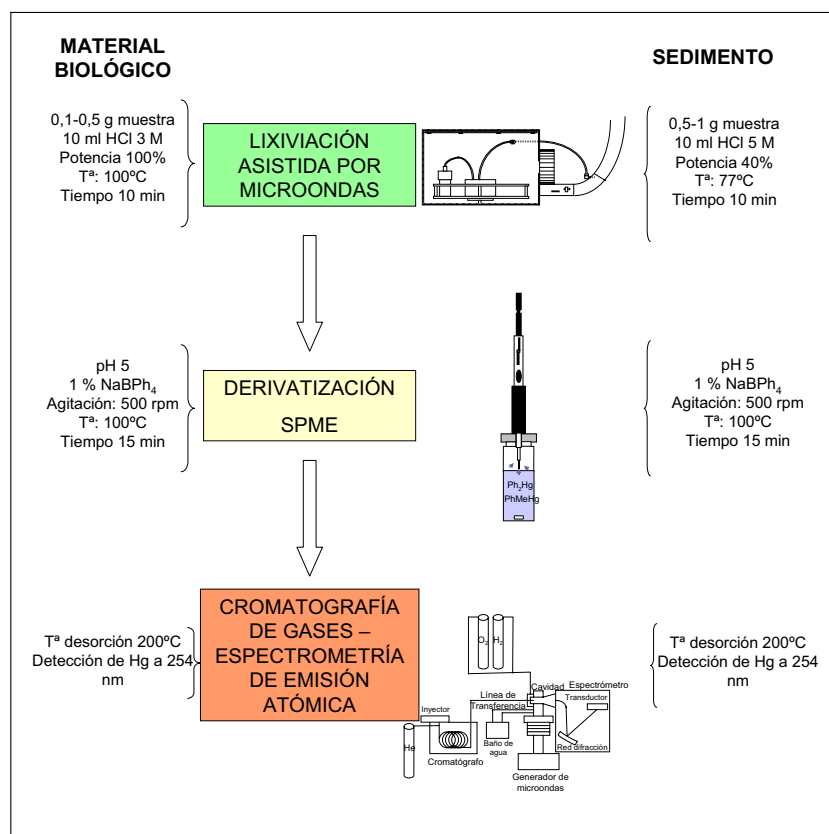 MATERIAL
BIOLÓGICO
SEDIMENTO
0,1-0,5 g muestra
10 ml HCl 3 M
Potencia 100%
Tª: 100ºC
Tiempo 10 min
LIXIVIACIÓN
ASISTIDA POR
MICROONDAS
0,5-1 g muestra
10 ml HCl 5 M
Potencia 40%
Tª: 77ºC
Tiempo 10 min
pH 5
1 % NaBPh₄
Agitación: 500 rpm
Tª: 100ºC
Tiempo 15 min
DERIVATIZACIÓN
SPME
Ph₂Hg
PhMeHg
pH 5
1 % NaBPh₄
Agitación: 500 rpm
Tª: 100ºC
Tiempo 15 min
Tª desorción 200ºC
Detección de Hg a 254
nm
CROMATOGRAFÍA
DE GASES –
ESPECTROMETRÍA
DE EMISIÓN
ATÓMICA
O₂
H₂
Cavidad
Espectrómetro
Transductor
Línea de
Transferencia
Inyector
He
Cromatógrafo
Baño de
agua
Red difracción
Generador de
microondas
Tª desorción 200ºC
Detección de Hg a 254
nm